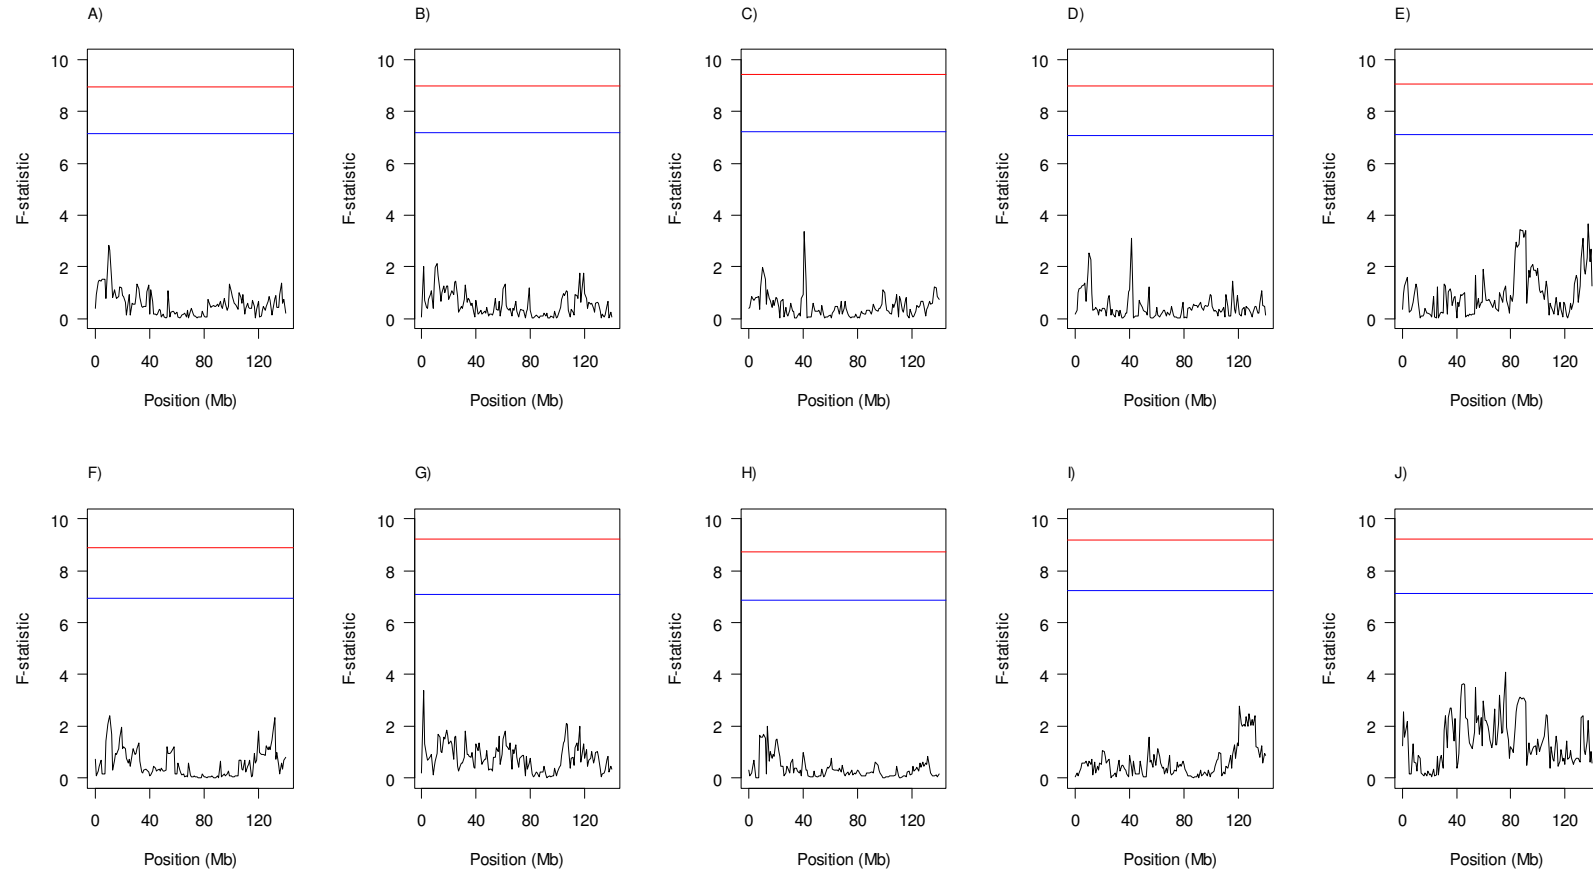 A) B) C) D) E)
10 10 10 10 10
8 8 8 8 8
6 6 6 6 6
F-statistic F-statistic F-statistic F-statistic F-statistic
4 4 4 4 4
2 2 2 2 2
0 0 0 0 0
0 40 80 120 0 40 80 120 0 40 80 120 0 40 80 120 0 40 80 120
Position (Mb) Position (Mb) Position (Mb) Position (Mb) Position (Mb)
F) G) H) I) J)
10 10 10 10 10
8 8 8 8 8
6 6 6 6 6
F-statistic F-statistic F-statistic F-statistic F-statistic
4 4 4 4 4
2 2 2 2 2
0 0 0 0 0
0 40 80 120 0 40 80 120 0 40 80 120 0 40 80 120 0 40 80 120
Position (Mb) Position (Mb) Position (Mb) Position (Mb) Position (Mb)